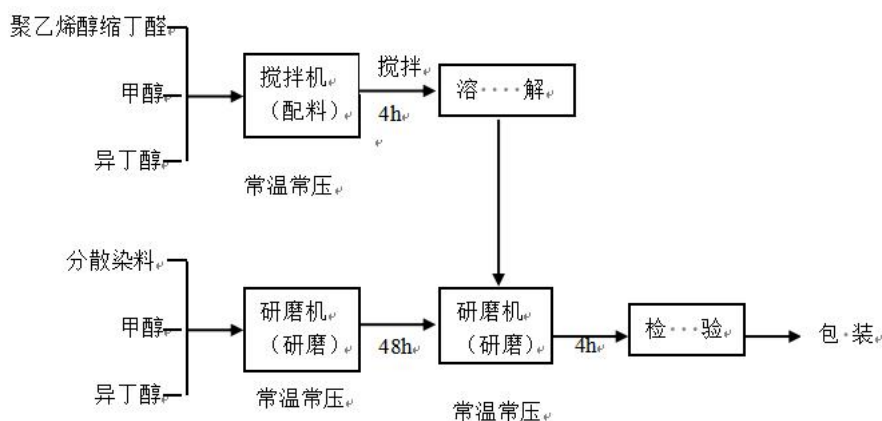 聚乙烯醇缩丁醛
甲醇
异丁醇
搅拌机
（配料）
搅拌
4h
溶····解
常温常压
分散染料
甲醇
异丁醇
研磨机
（研磨）
48h
研磨机
（研磨）
4h
检···验
包·装
常温常压
常温常压